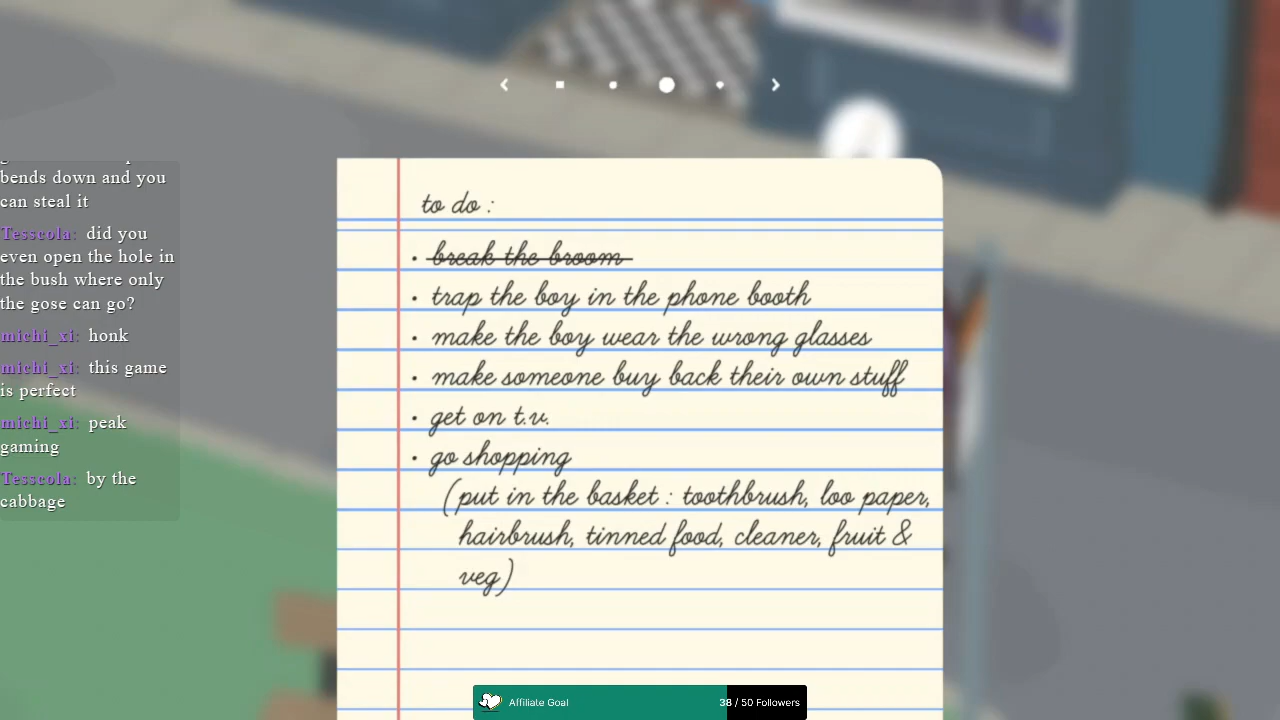 bends down and you
can steal it
Tesscola: did you
even open the hole in
the bush where only
the gose can go?
michi_xi: honk
michi_xi: this game
is perfect
michi_xi: peak
gaming
Tesscola: by the
cabbage
to do :
• break the broom
• trap the boy in the phone booth
• make the boy wear the wrong glasses
• make someone buy back their own stuff
• get on t.v.
• go shopping
(put in the basket : toothbrush, loo paper,
hairbrush, tinned food, cleaner, fruit &
veg)
Affiliate Goal
38 / 50 Followers